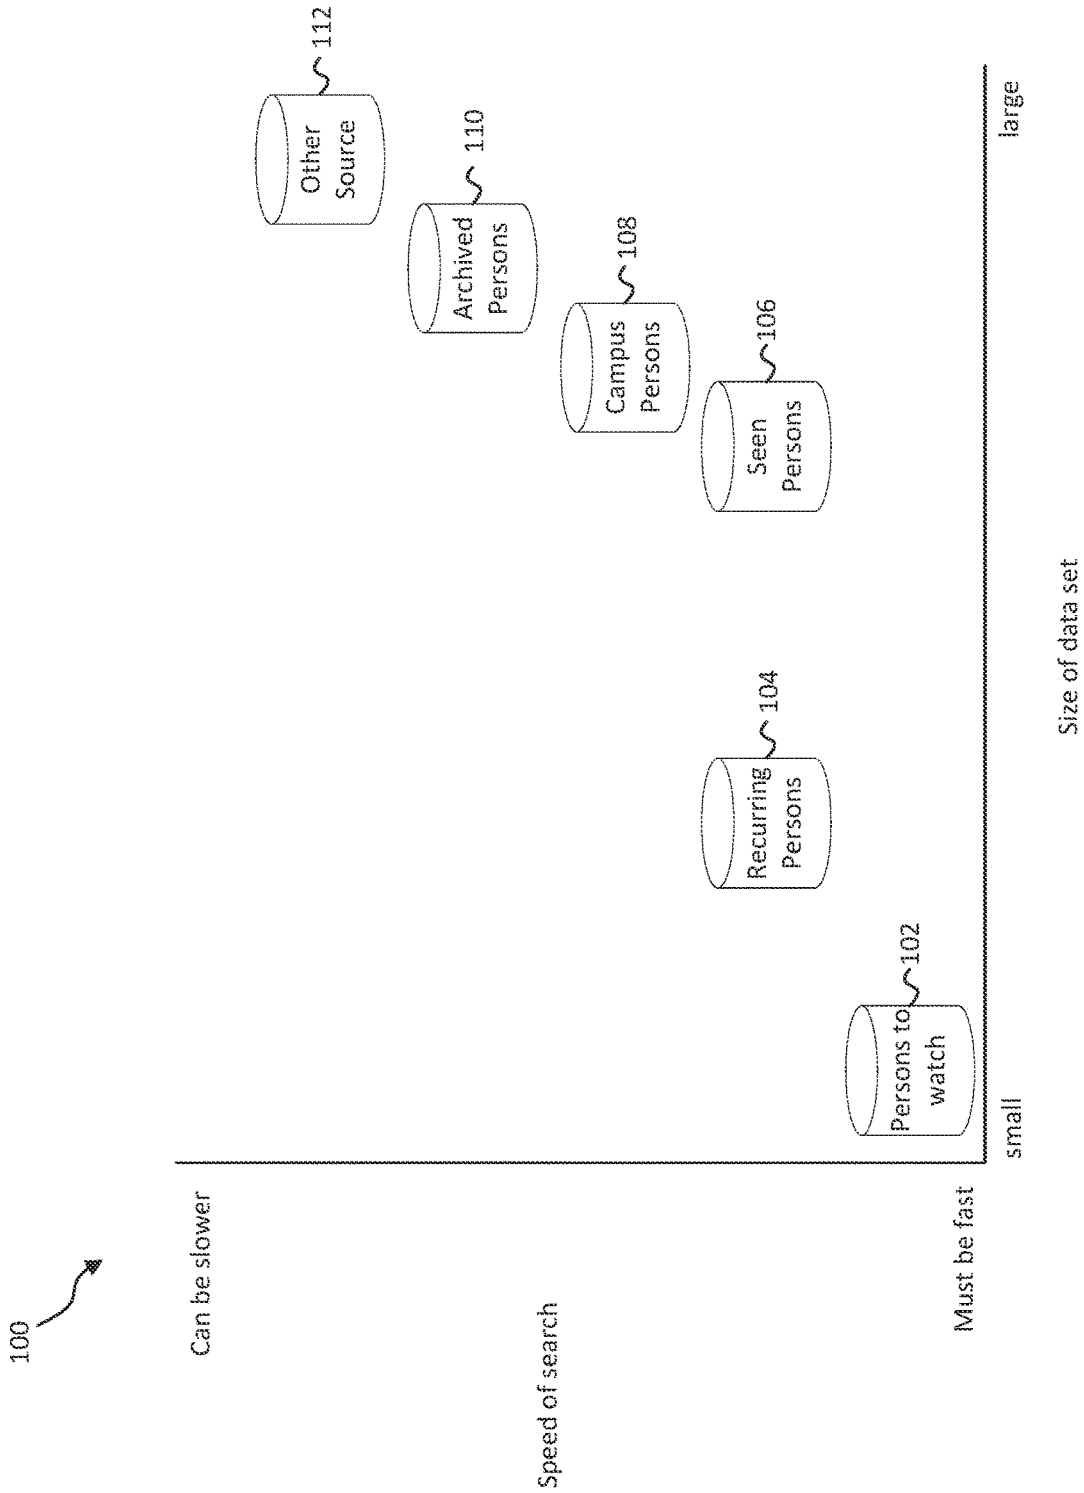 100
Can be slower
Speed of search
Must be fast
Other
Source
112
Archived
Persons
110
Campus
Persons
108
Recurring
Persons
104
Seen
Persons
106
Persons to
watch
102
small
large
Size of data set